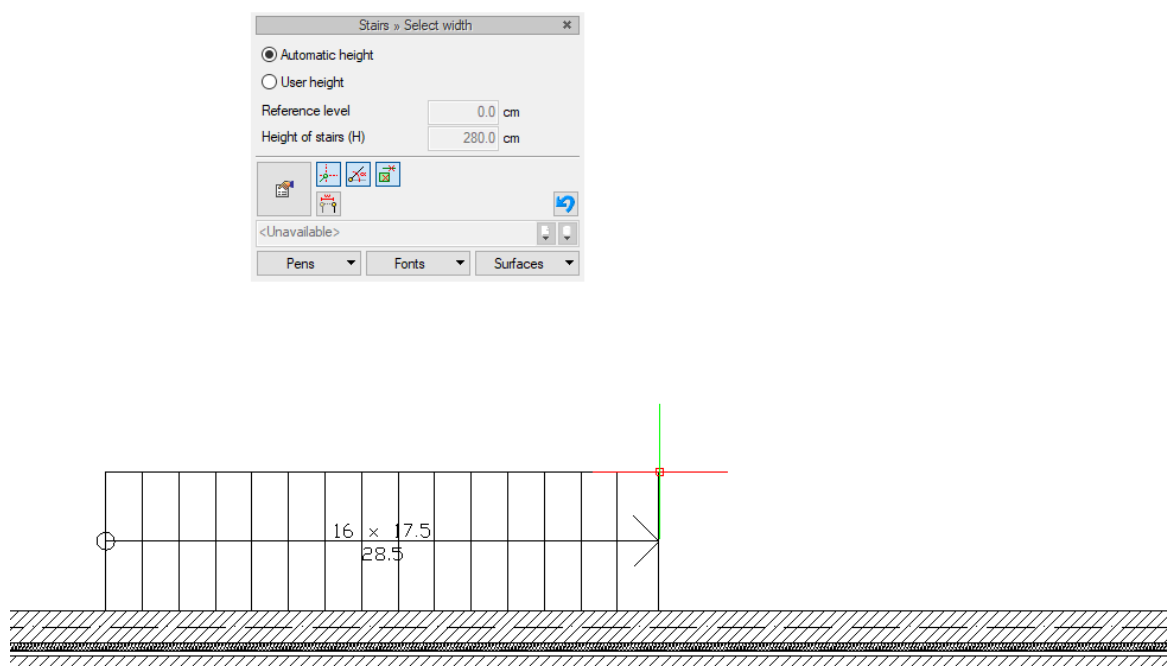 Stairs » Select width
Automatic height
User height
Reference level 0.0 cm
Height of stairs (H) 280.0 cm
<Unavailable>
Pens Fonts Surfaces
16 × 17.5
28.5